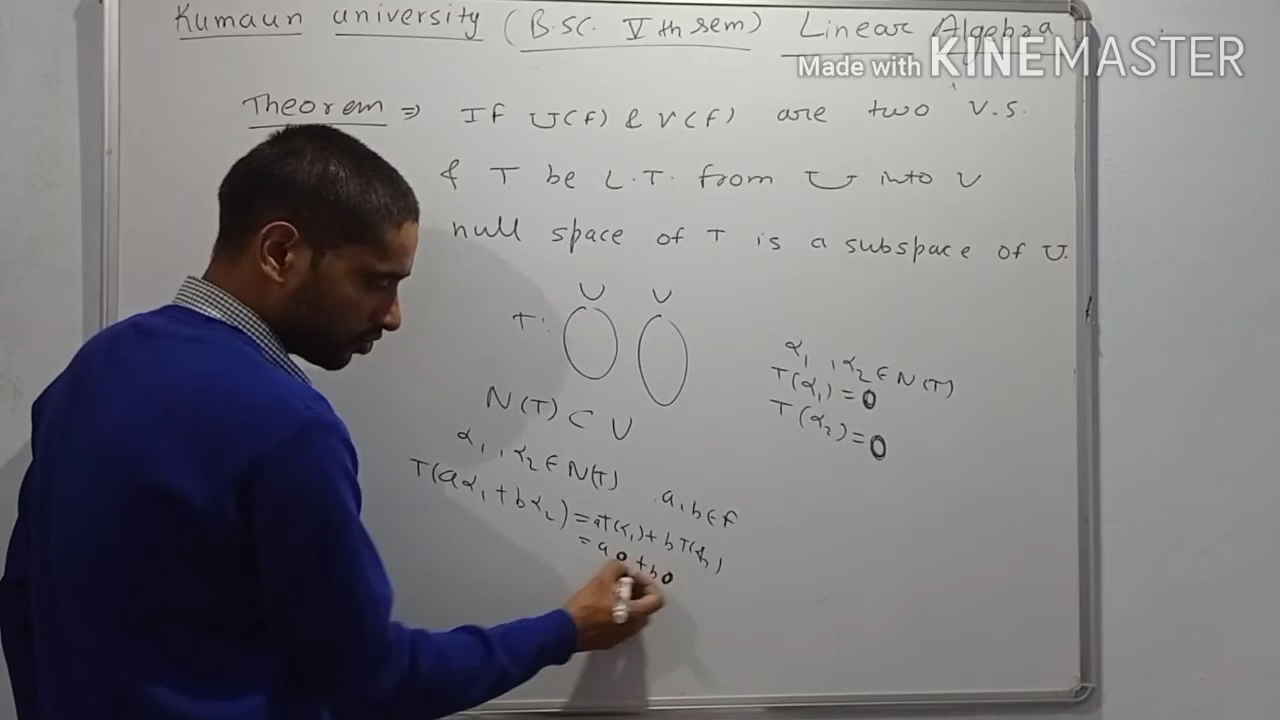 Kumaun university (B.SC. Vth sem) Linear Algebra
Made with KINEMASTER
Theorem ⇒ If U(F) & V(F) are two V.S.
& T be L.T. from U into V
null space of T is a subspace of U.
U V
T:
N(T) ⊂ U
α₁, α₂ ∈ N(T) a, b ∈ F
T(aα₁ + bα₂) = aT(α₁) + bT(α₂)
= a0 + b0
α₁, α₂ ∈ N(T)
T(α₁) = 0
T(α₂) = 0